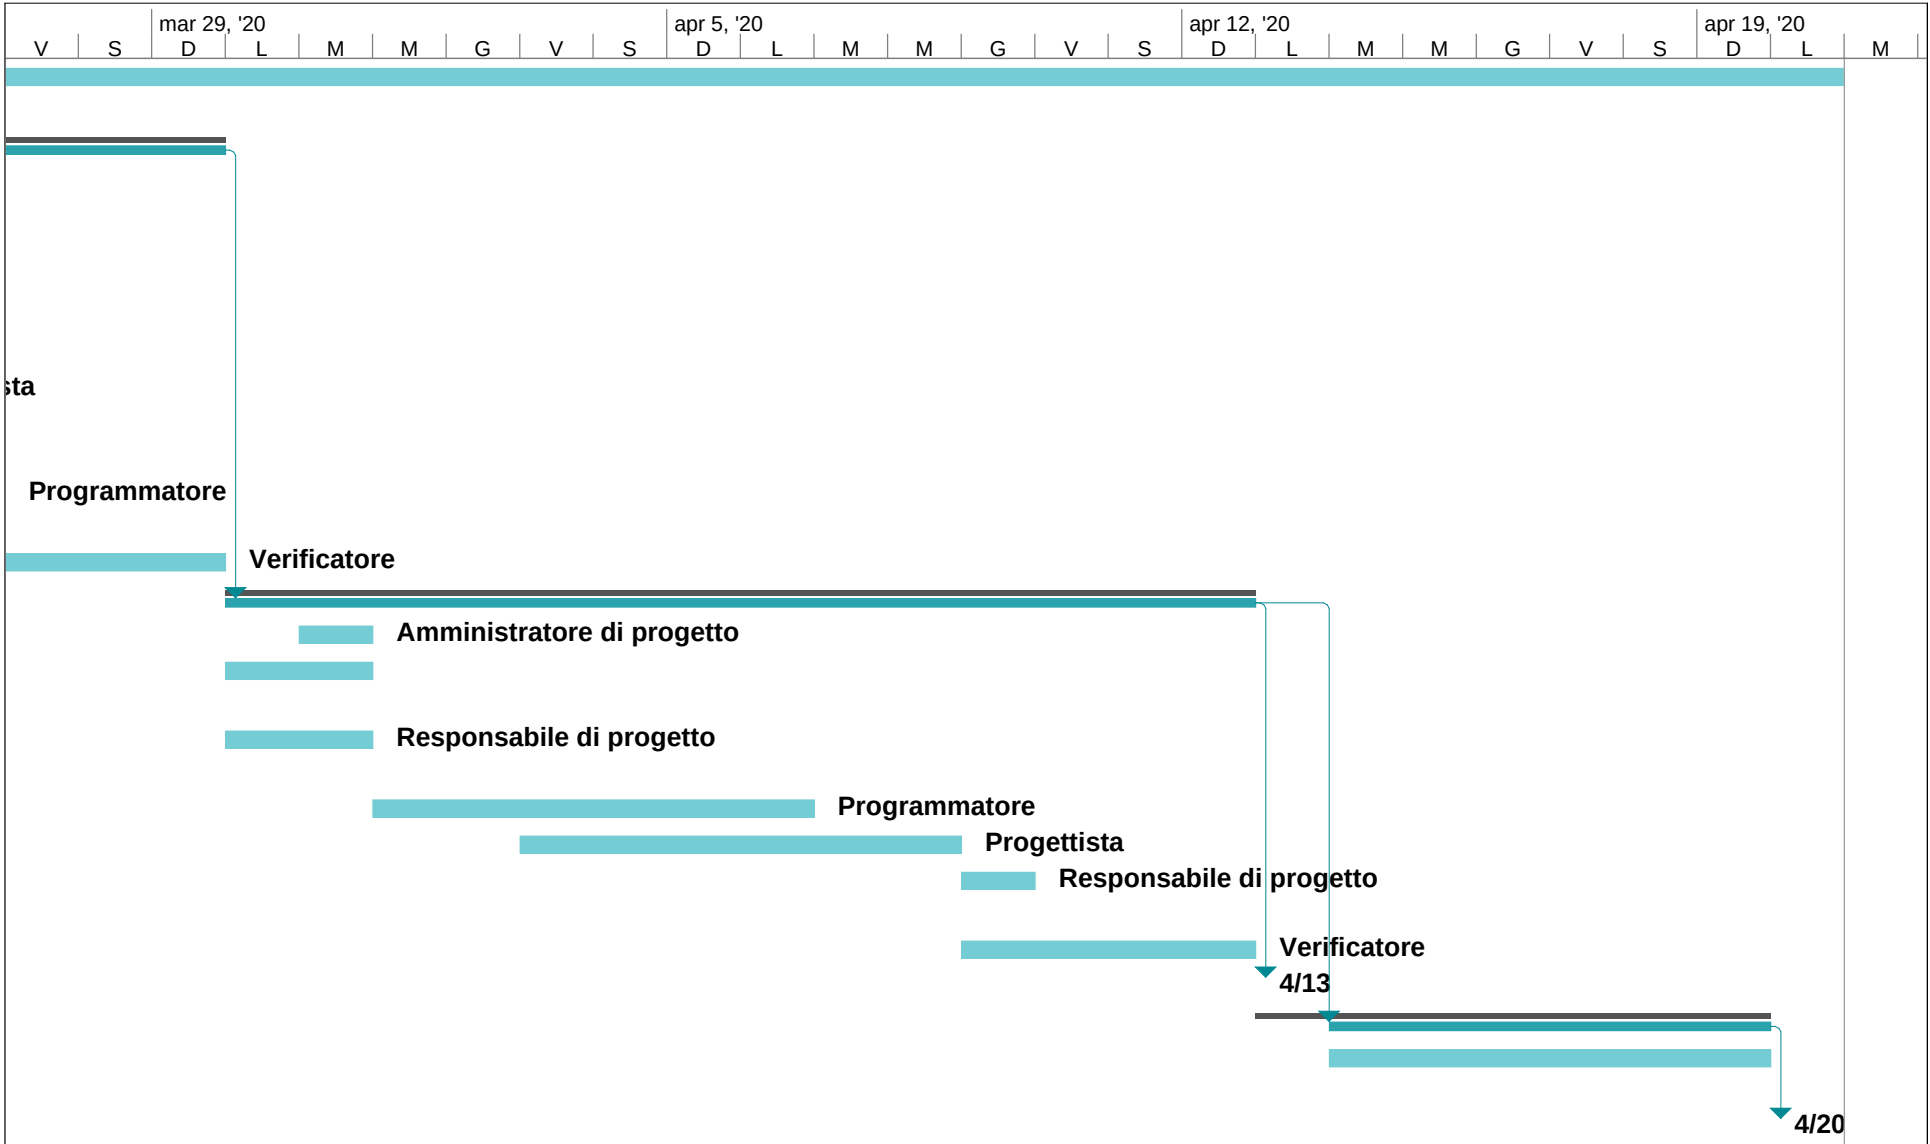 mar 29, '20 apr 5, '20 apr 12, '20 apr 19, '20
V S D L M M G V S D L M M G V S D L M M G V S D L M
sta
Programmatore
Verificatore
Amministratore di progetto
Responsabile di progetto
Programmatore
Progettista
Responsabile di progetto
Verificatore
4/13
4/20